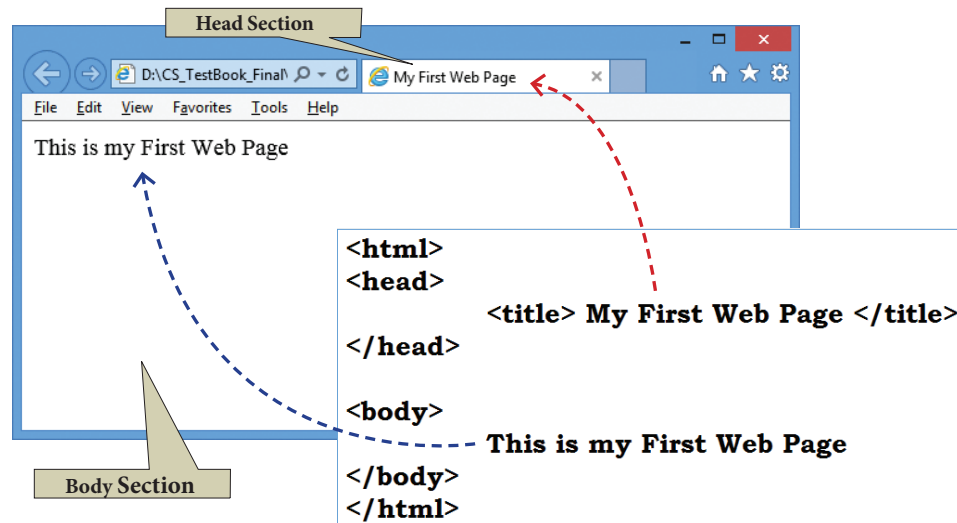 Head Section
D:\CS_TestBook_Final\
My First Web Page
File Edit View Favorites Tools Help
This is my First Web Page
<html>
<head>
<title> My First Web Page </title>
</head>
<body>
This is my First Web Page
</body>
</html>
Body Section